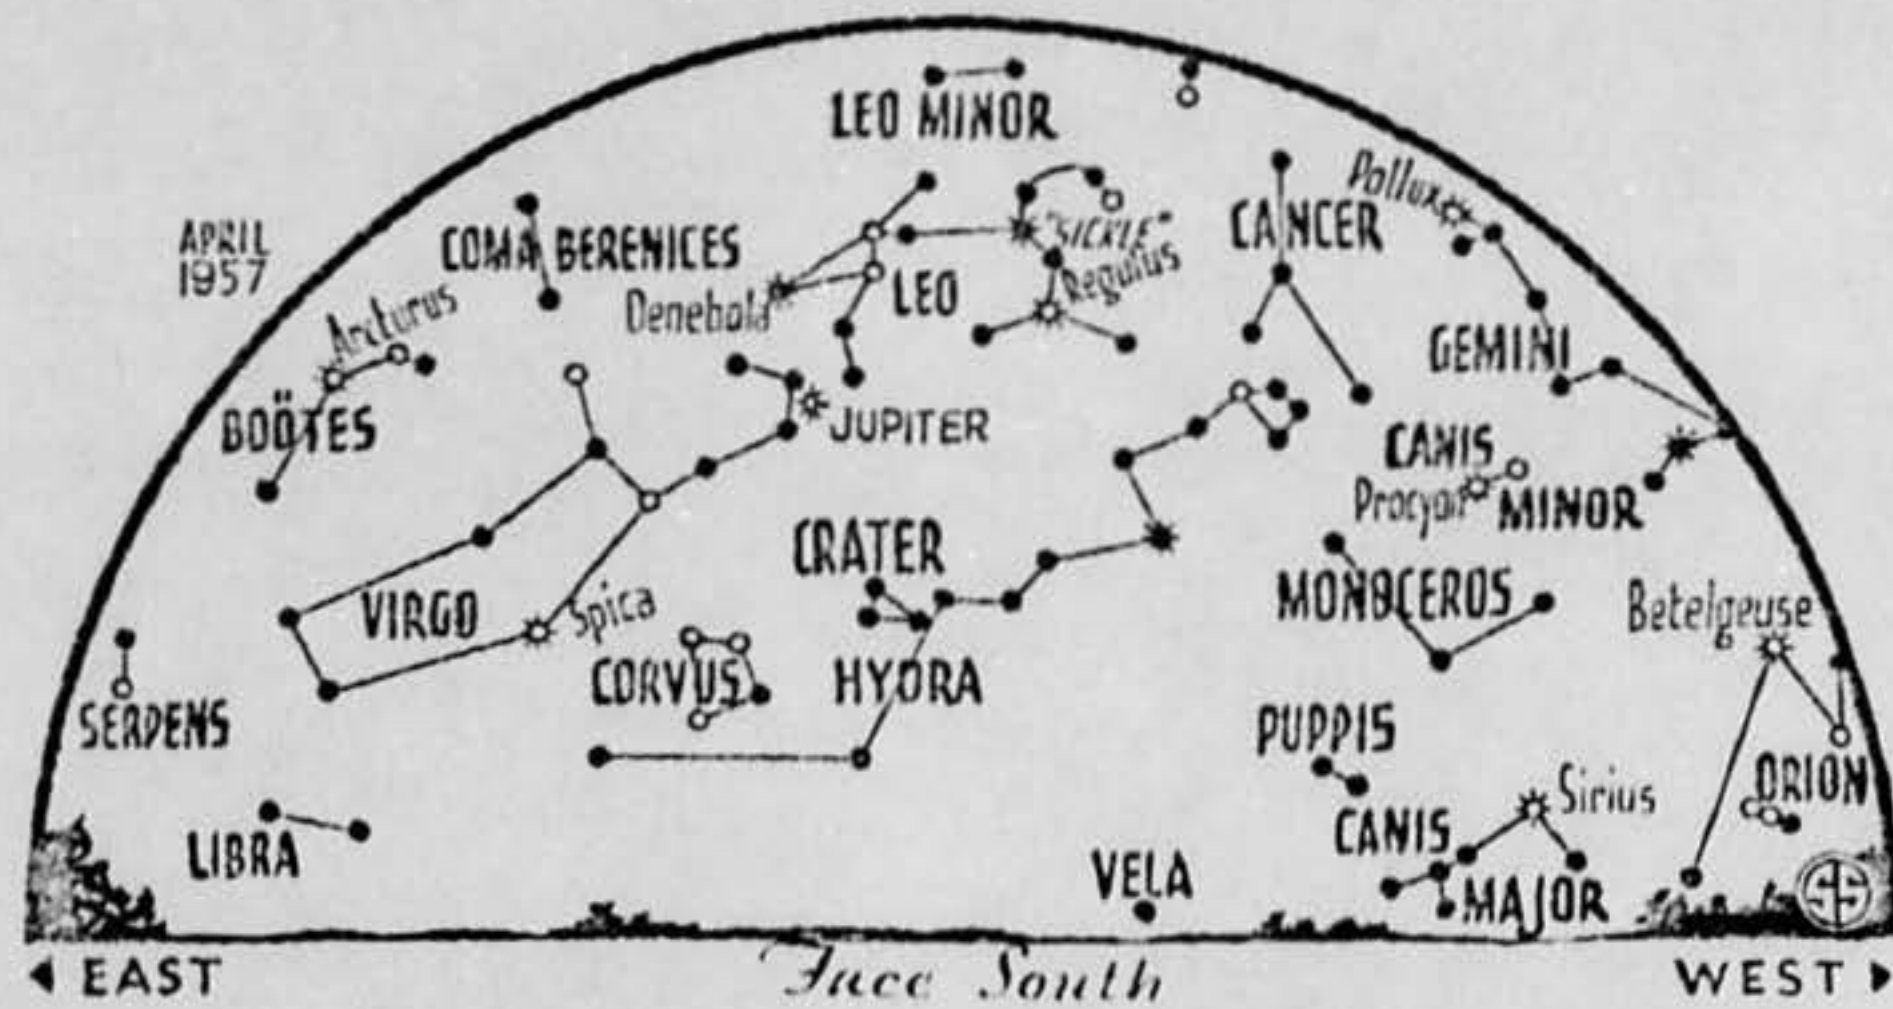 LEO MINOR
Pollux
APRIL
1957
COMA BERENICES
"SICKLE"
CANCER
Regulus
Denebola
LEO
Arcturus
GEMINI
BOÖTES
JUPITER
CANIS
Procyon
MINOR
CRATER
MONOCEROS
Betelgeuse
VIRGO
Spica
CORVUS
HYDRA
SERPENS
PUPPIS
ORION
Sirius
CANIS
LIBRA
VELA
MAJOR
EAST
Face South
WEST